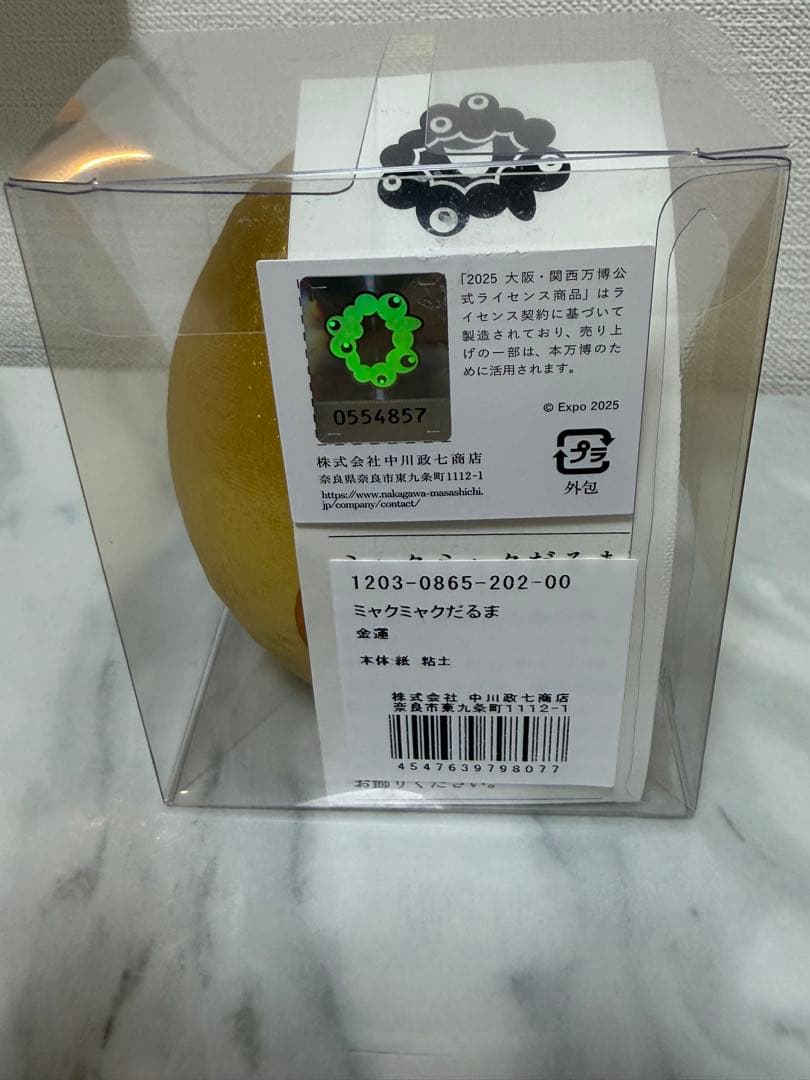 「2025 大阪・関西万博公
式ライセンス商品」はラ
イセンス契約に基づいて
製造されており、売り上
げの一部は、本万博のた
めに活用されます。
© Expo 2025
0554857
株式会社中川政七商店
奈良県奈良市東九条町1112-1
https://www.nakagawa-masashichi.
jp/company/contact/
プラ
外包
1203-0865-202-00
ミャクミャクだるま
金運
本体 紙 粘土
株式会社 中川政七商店
奈良市東九条町1112-1
4547639798077
お飾りください。